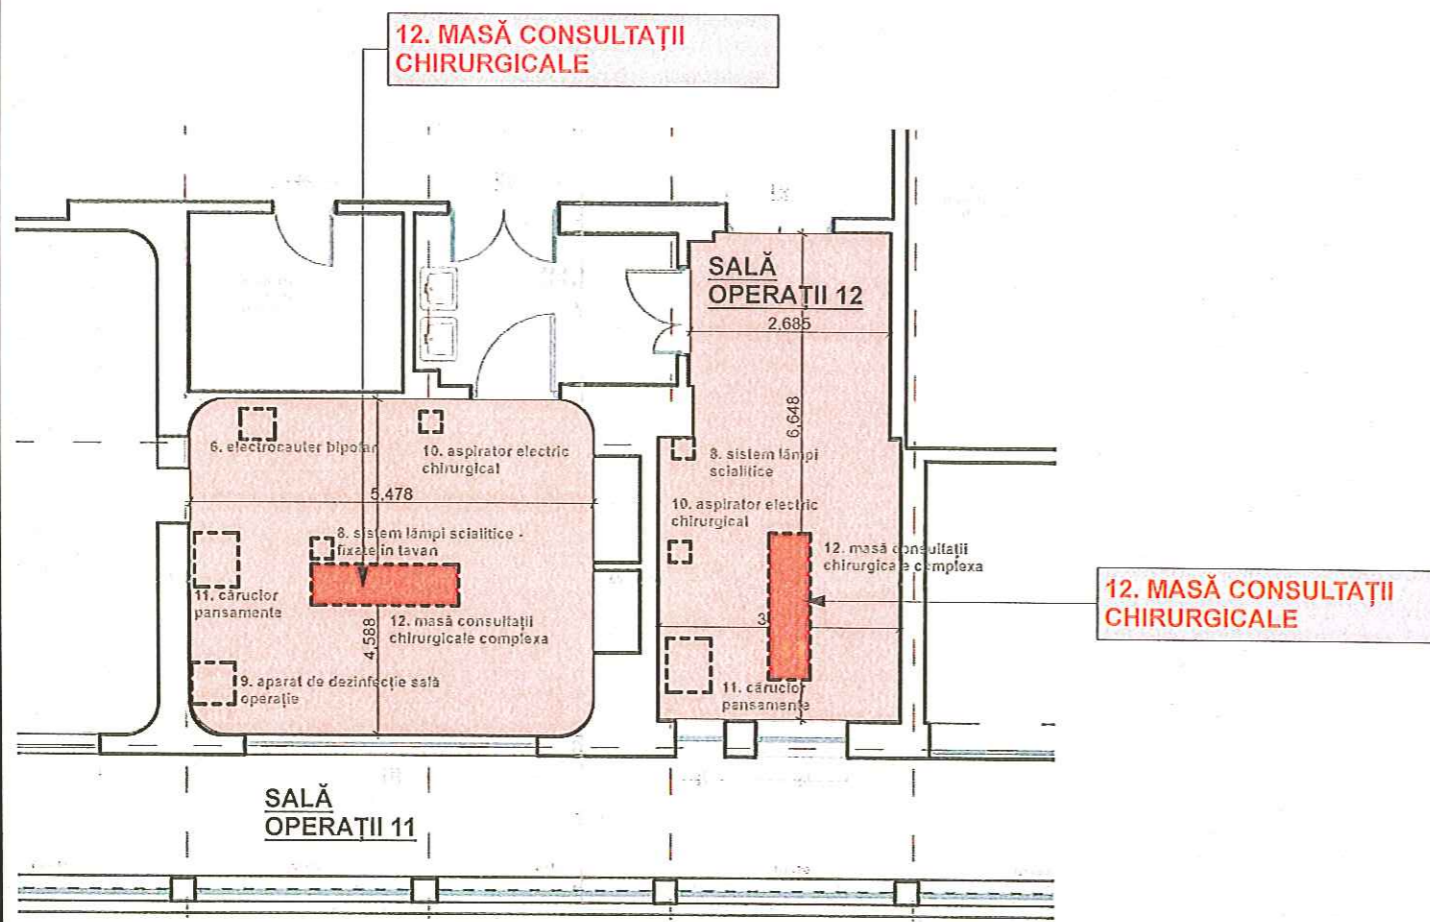 12. MASĂ CONSULTAȚII
CHIRURGICALE
SALĂ
OPERAȚII 12
2,685
6,648
6. electrocauter bipolar
10. aspirator electric
chirurgical
5,478
8. sistem lămpi scialitice -
fixate in tavan
11. cărucior
pansamente
12. masă consultații
chirurgicale complexa
4,588
9. aparat de dezinfecție sală
operație
8. sistem lămpi
scialitice
10. aspirator electric
chirurgical
12. masă consultații
chirurgicale complexa
11. cărucior
pansamente
12. MASĂ CONSULTAȚII
CHIRURGICALE
SALĂ
OPERAȚII 11